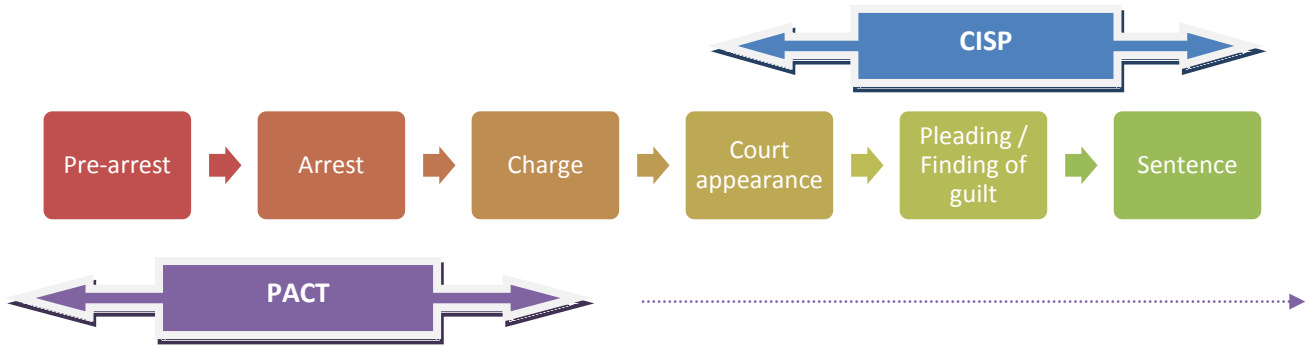 CISP
Pre-arrest
Arrest
Charge
Court
appearance
Pleading /
Finding of
guilt
Sentence
PACT